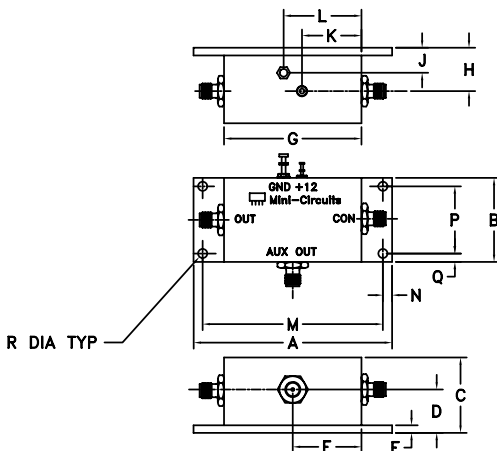 L
K
J
H
G
GND +12
Mini-Circuits
OUT
CON
AUX OUT
P
B
Q
N
M
R DIA TYP
A
C
D
E
F